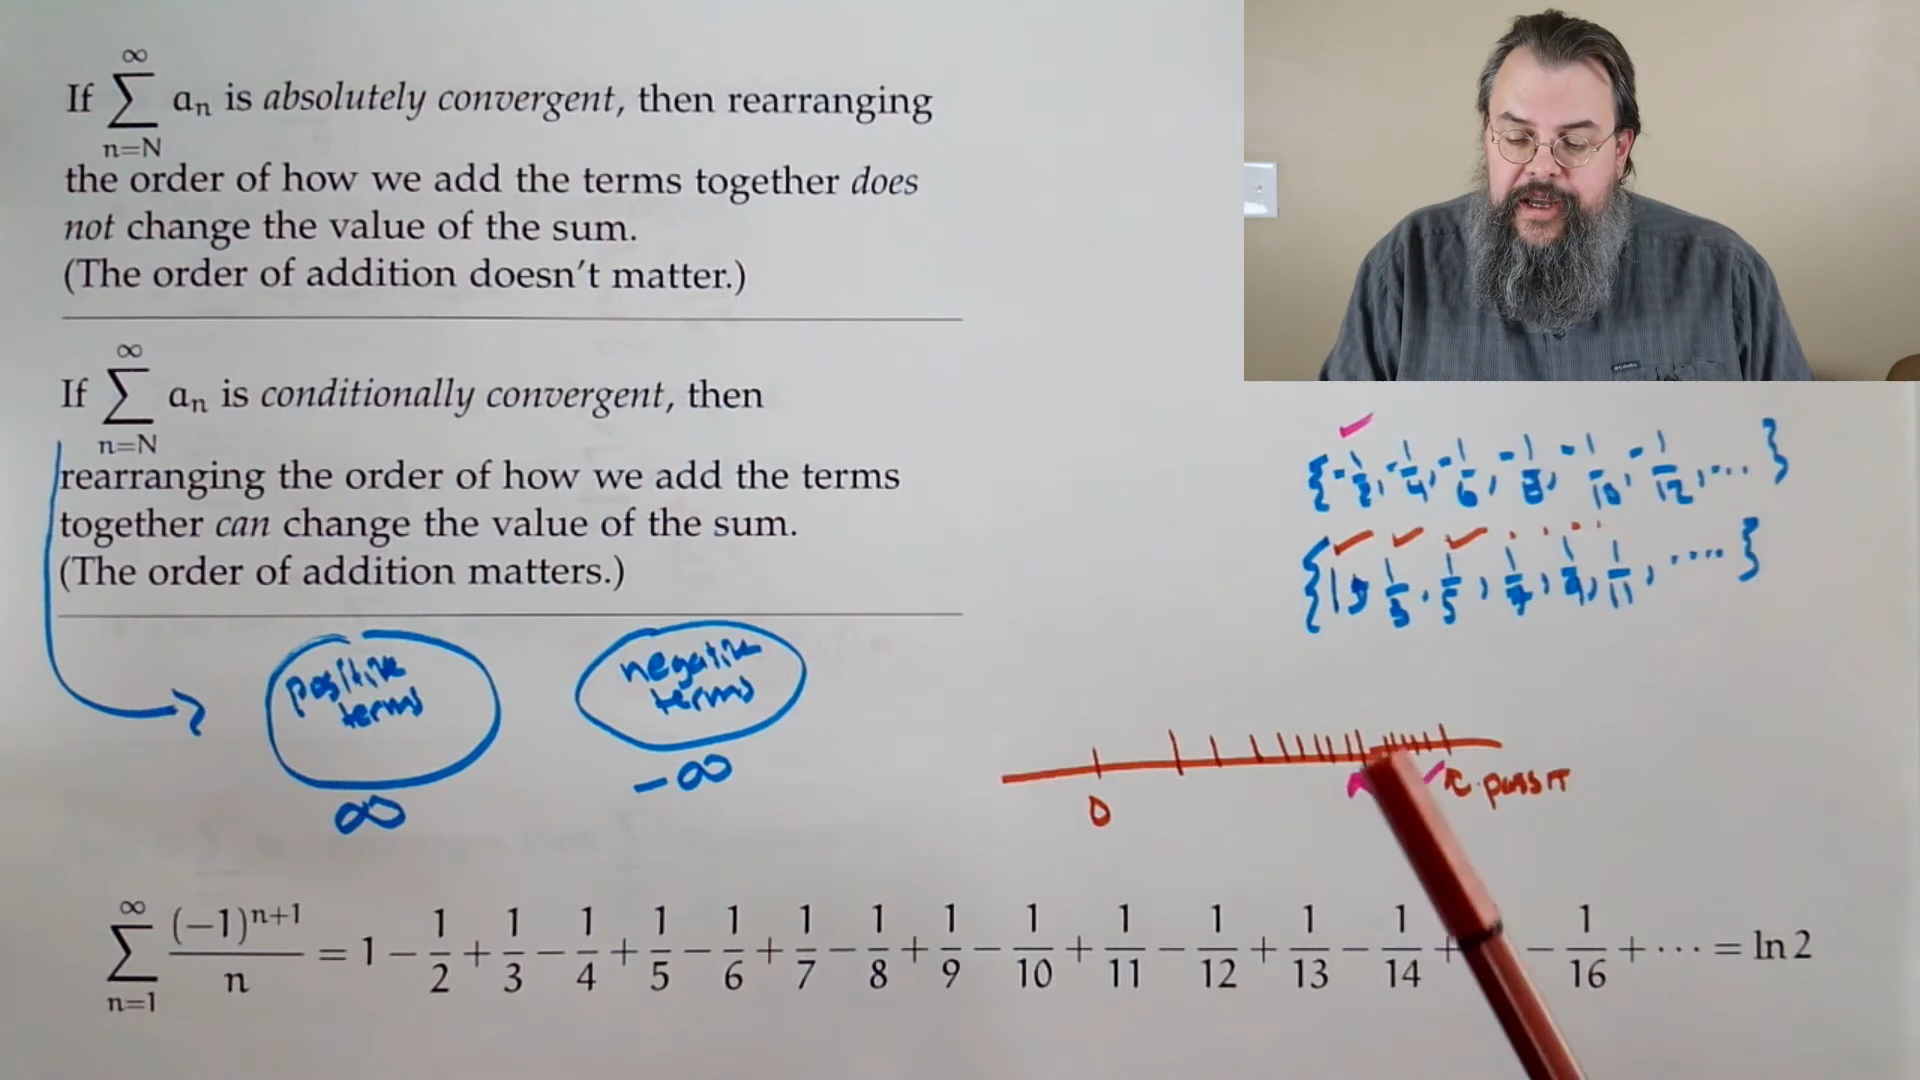 If ∑_{n=N}^{∞} aₙ is absolutely convergent, then rearranging
the order of how we add the terms together does
not change the value of the sum.
(The order of addition doesn't matter.)
If ∑_{n=N}^{∞} aₙ is conditionally convergent, then
rearranging the order of how we add the terms
together can change the value of the sum.
(The order of addition matters.)
{-1/2, -1/4, -1/6, -1/8, -1/10, -1/12, ...}
{1, 1/3, 1/5, 1/7, 1/9, 1/11, ....}
positive
terms
∞
negative
terms
-∞
0
pass π
∑_{n=1}^{∞} (-1)^{n+1}/n = 1 - 1/2 + 1/3 - 1/4 + 1/5 - 1/6 + 1/7 - 1/8 + 1/9 - 1/10 + 1/11 - 1/12 + 1/13 - 1/14 + - 1/16 + ⋯ = ln 2